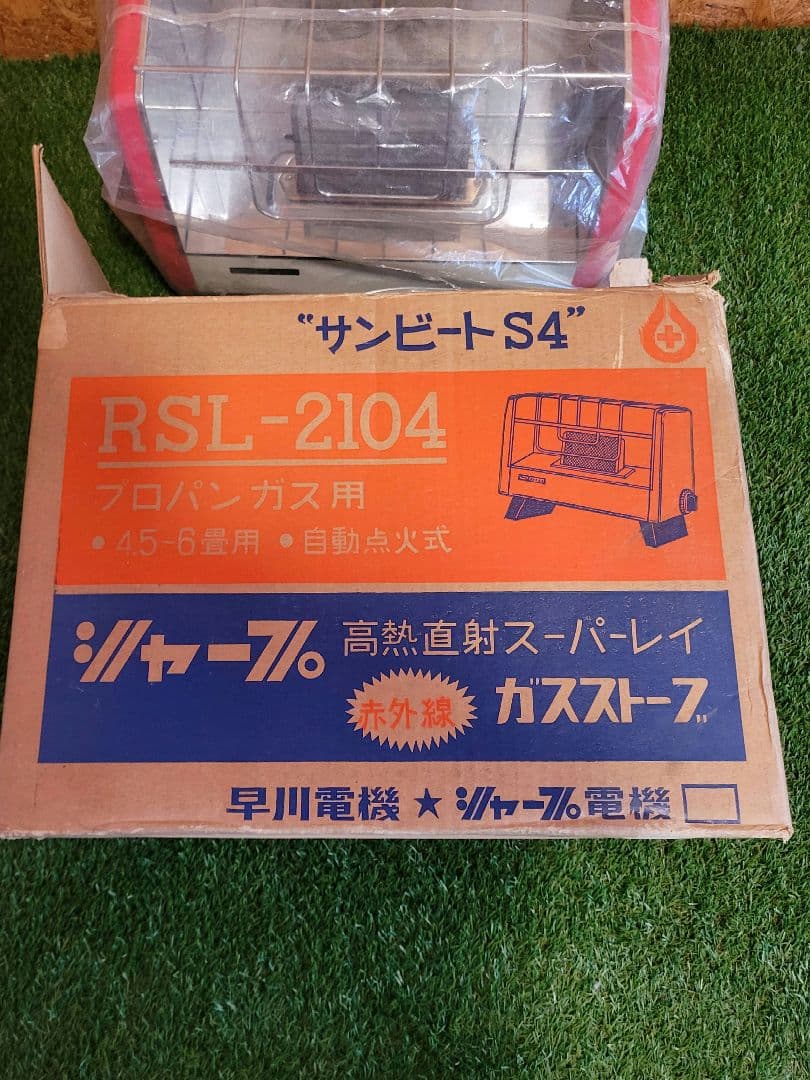 “サンビートS4”
RSL-2104
プロパンガス用
• 4.5-6畳用 • 自動点火式
シャープ 高熱直射スーパーレイ
赤外線 ガスストーブ
早川電機★シャープ電機